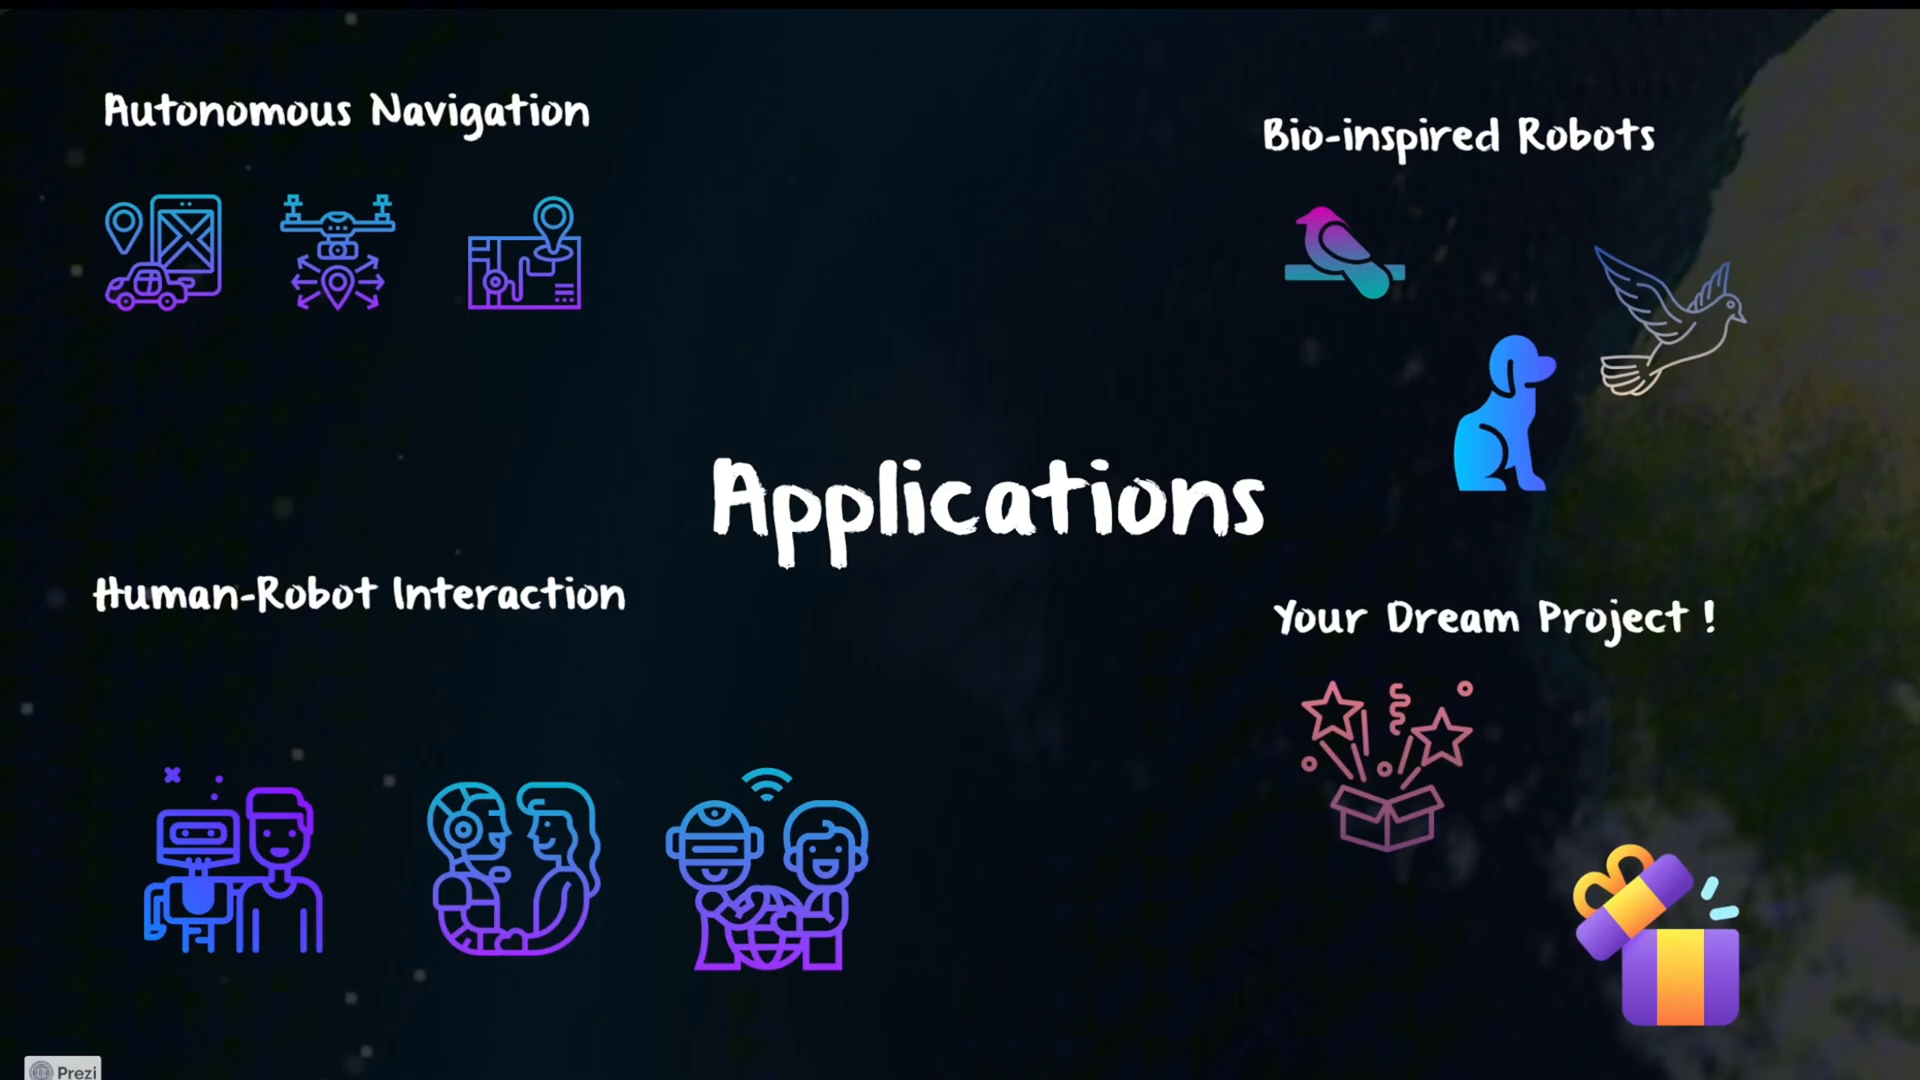 Autonomous Navigation
Bio-inspired Robots
Applications
Human-Robot Interaction
Your Dream Project !
Prezi